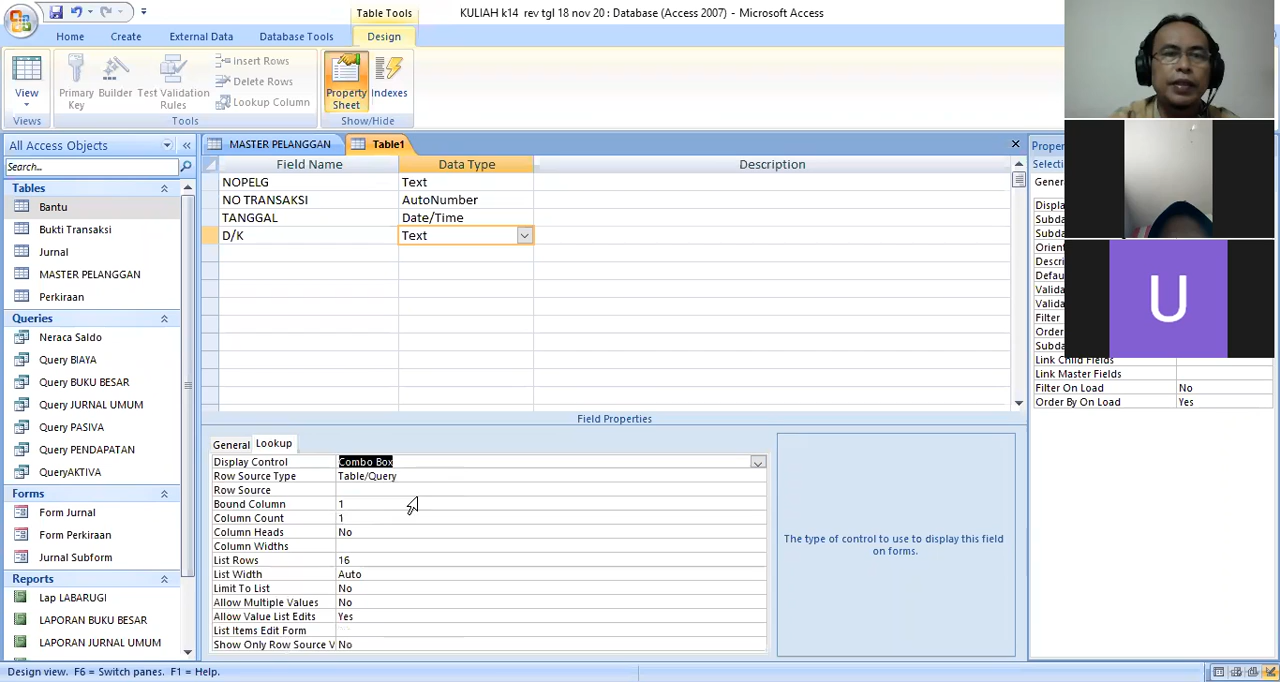 KULIAH k14 rev tgl 18 nov 20 : Database (Access 2007) - Microsoft Access
Table Tools
Home Create External Data Database Tools Design
View
Primary Key
Builder
Test Validation Rules
Insert Rows
Delete Rows
Lookup Column
Property Sheet
Indexes
Views
Tools
Show/Hide
All Access Objects
Search...
Tables
Bantu
Bukti Transaksi
Jurnal
MASTER PELANGGAN
Perkiraan
Queries
Neraca Saldo
Query BIAYA
Query BUKU BESAR
Query JURNAL UMUM
Query PASIVA
Query PENDAPATAN
QueryAKTIVA
Forms
Form Jurnal
Form Perkiraan
Jurnal Subform
Reports
Lap LABARUGI
LAPORAN BUKU BESAR
LAPORAN JURNAL UMUM
MASTER PELANGGAN Table1
Field Name Data Type Description
NOPELG Text
NO TRANSAKSI AutoNumber
TANGGAL Date/Time
D/K Text
Field Properties
General Lookup
Display Control Combo Box
Row Source Type Table/Query
Row Source
Bound Column 1
Column Count 1
Column Heads No
Column Widths
List Rows 16
List Width Auto
Limit To List No
Allow Multiple Values No
Allow Value List Edits Yes
List Items Edit Form
Show Only Row Source V No
The type of control to use to display this field
on forms.
U
Link Child Fields
Link Master Fields
Filter On Load No
Order By On Load Yes
Design view. F6 = Switch panes. F1 = Help.